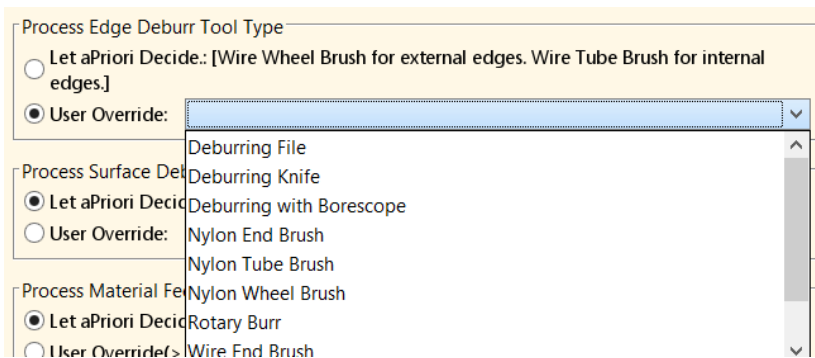 Process Edge Deburr Tool Type
Let aPriori Decide.: [Wire Wheel Brush for external edges. Wire Tube Brush for internal
edges.]
User Override:
Deburring File
Process Surface Deb
Deburring Knife
Let aPriori Decid
Deburring with Borescope
User Override:
Nylon End Brush
Nylon Tube Brush
Process Material Fe
Nylon Wheel Brush
Let aPriori Decid
Rotary Burr
User Override(>
Wire End Brush